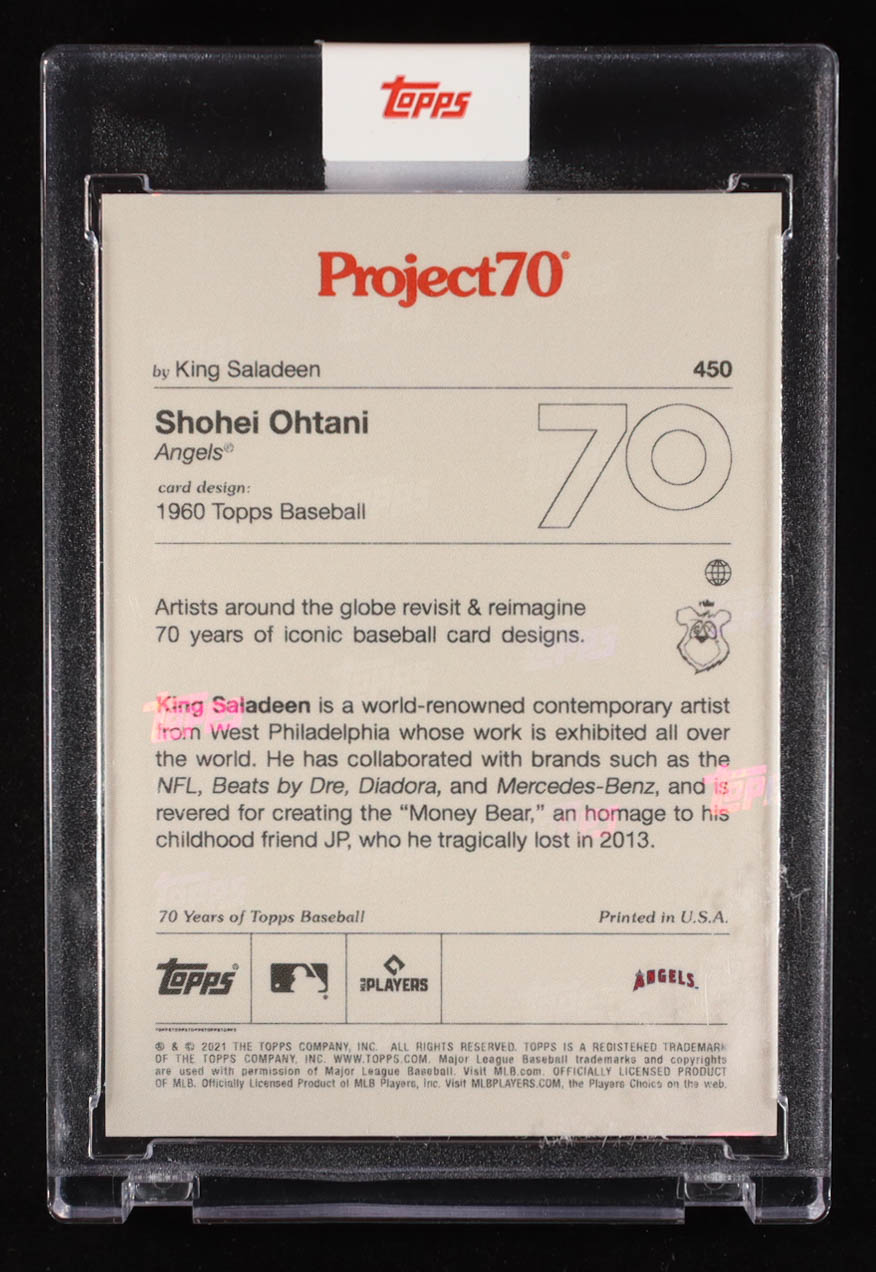 TOPPS
Project70®
by King Saladeen 450
Shohei Ohtani
Angels®
card design:
1960 Topps Baseball
70
Artists around the globe revisit & reimagine
70 years of iconic baseball card designs.
King Saladeen is a world-renowned contemporary artist
from West Philadelphia whose work is exhibited all over
the world. He has collaborated with brands such as the
NFL, Beats by Dre, Diadora, and Mercedes-Benz, and is
revered for creating the “Money Bear,” an homage to his
childhood friend JP, who he tragically lost in 2013.
70 Years of Topps Baseball Printed in U.S.A.
TOPPS® MLB PLAYERS ANGELS
® & © 2021 THE TOPPS COMPANY, INC. ALL RIGHTS RESERVED. TOPPS IS A REGISTERED TRADEMARK
OF THE TOPPS COMPANY, INC. WWW.TOPPS.COM. Major League Baseball trademarks and copyrights
are used with permission of Major League Baseball. Visit MLB.com. OFFICIALLY LICENSED PRODUCT
OF MLB. Officially Licensed Product of MLB Players, Inc. Visit MLBPLAYERS.COM, the Players Choice on the web.